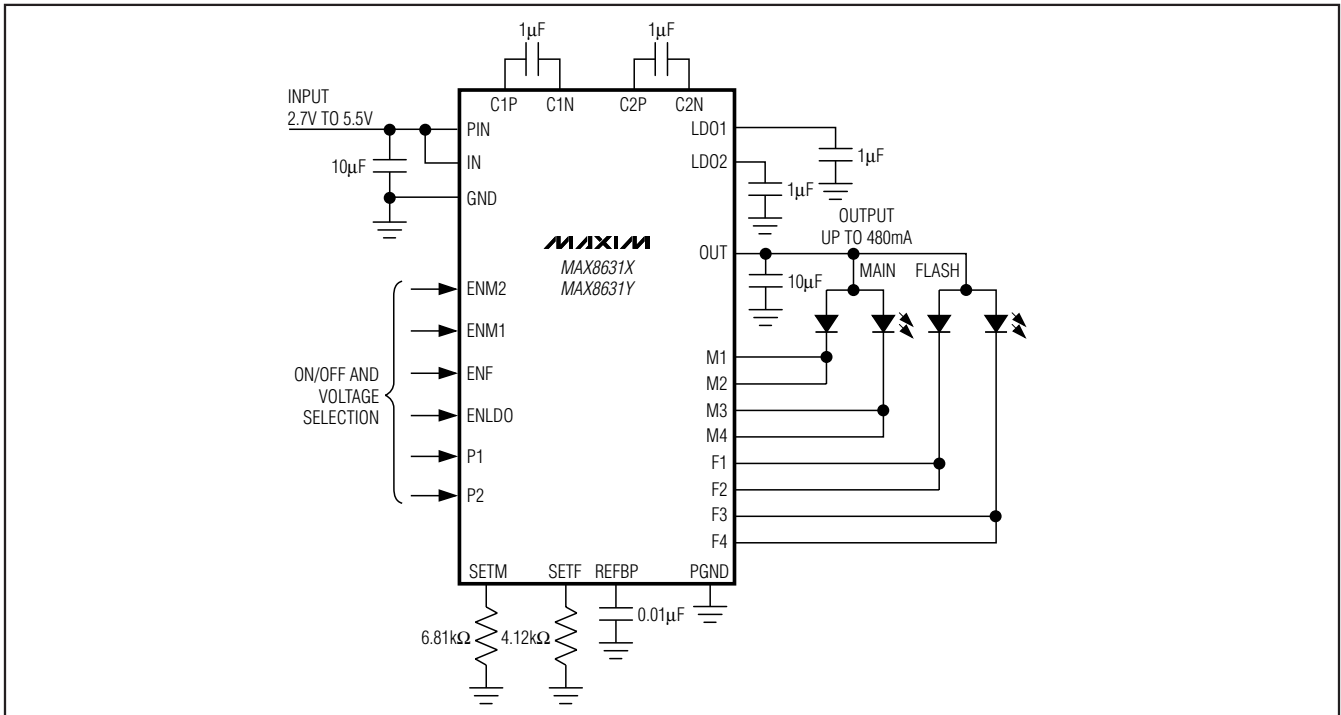 1μF
1μF
INPUT
2.7V TO 5.5V
10μF
C1P
C1N
C2P
C2N
PIN
IN
GND
LDO1
LDO2
1μF
1μF
MAXIM
MAX8631X
MAX8631Y
OUT
OUTPUT
UP TO 480mA
10μF
MAIN
FLASH
ON/OFF AND
VOLTAGE
SELECTION
ENM2
ENM1
ENF
ENLDO
P1
P2
M1
M2
M3
M4
F1
F2
F3
F4
SETM
SETF
REFBP
PGND
6.81kΩ
4.12kΩ
0.01μF